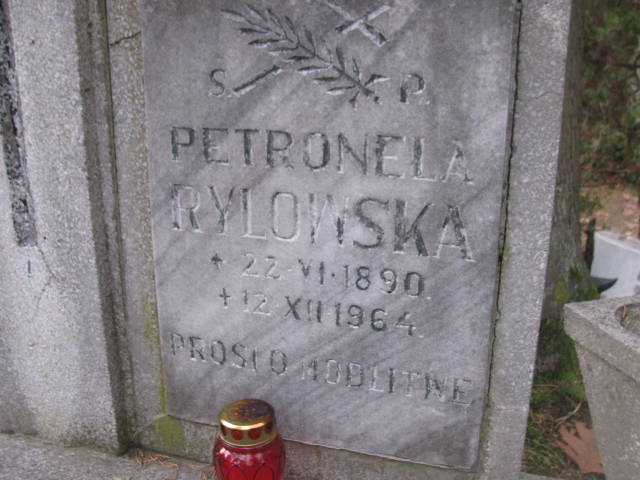 S. P.
PETRONELA
RYLOWSKA
* 22·VI·1890.
+ 12 XII 1964.
PROSI O MODLITWE